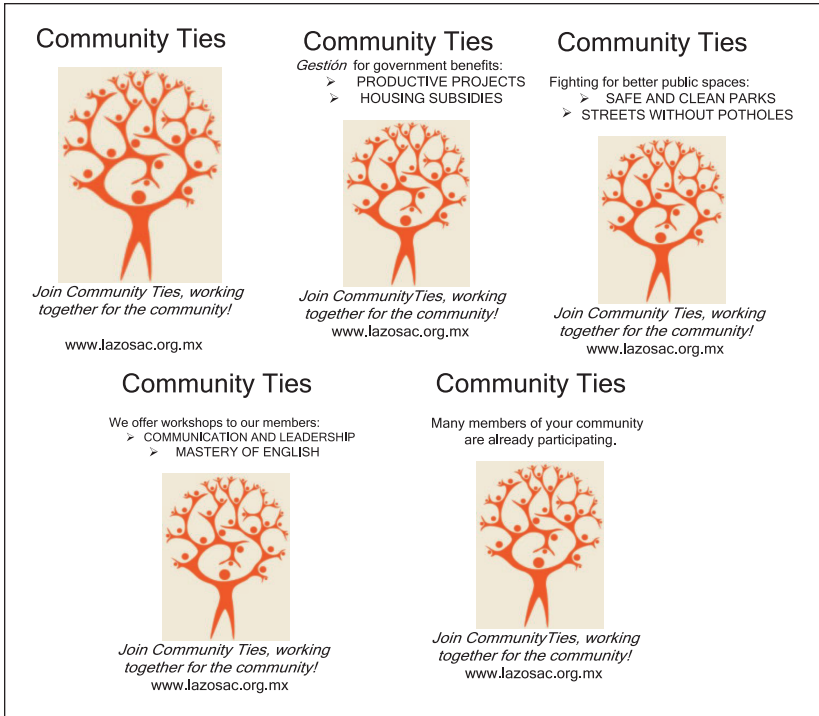 Community Ties
Join Community Ties, working
together for the community!
www.lazosac.org.mx
Community Ties
Gestión for government benefits:
➢ PRODUCTIVE PROJECTS
➢ HOUSING SUBSIDIES
Join CommunityTies, working
together for the community!
www.lazosac.org.mx
Community Ties
Fighting for better public spaces:
➢ SAFE AND CLEAN PARKS
➢ STREETS WITHOUT POTHOLES
Join Community Ties, working
together for the community!
www.lazosac.org.mx
Community Ties
We offer workshops to our members:
➢ COMMUNICATION AND LEADERSHIP
➢ MASTERY OF ENGLISH
Join Community Ties, working
together for the community!
www.lazosac.org.mx
Community Ties
Many members of your community
are already participating.
Join CommunityTies, working
together for the community!
www.lazosac.org.mx